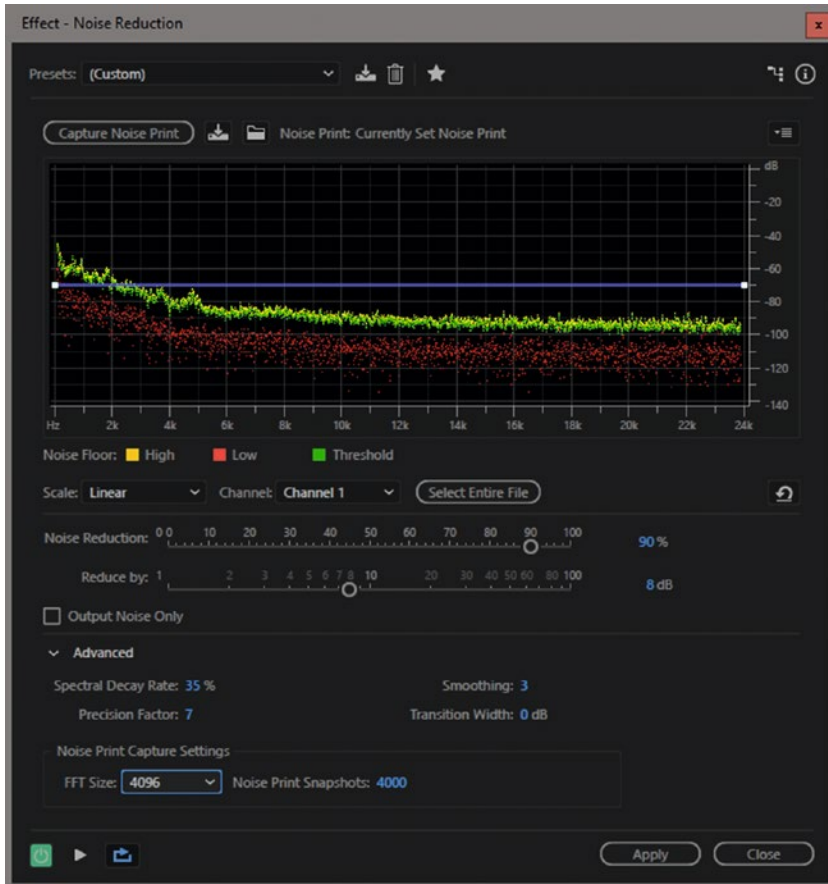 Effect - Noise Reduction
x
Presets: (Custom)
Capture Noise Print Noise Print: Currently Set Noise Print
dB
-20
-40
-60
-80
-100
-120
-140
Hz 2k 4k 6k 8k 10k 12k 14k 16k 18k 20k 22k 24k
Noise Floor: High Low Threshold
Scale: Linear Channel: Channel 1 Select Entire File
Noise Reduction: 0 0 10 20 30 40 50 60 70 80 90 100 90 %
Reduce by: 1 2 3 4 5 6 7 8 10 20 30 40 50 60 80 100 8 dB
Output Noise Only
Advanced
Spectral Decay Rate: 35 % Smoothing: 3
Precision Factor: 7 Transition Width: 0 dB
Noise Print Capture Settings
FFT Size: 4096 Noise Print Snapshots: 4000
Apply Close